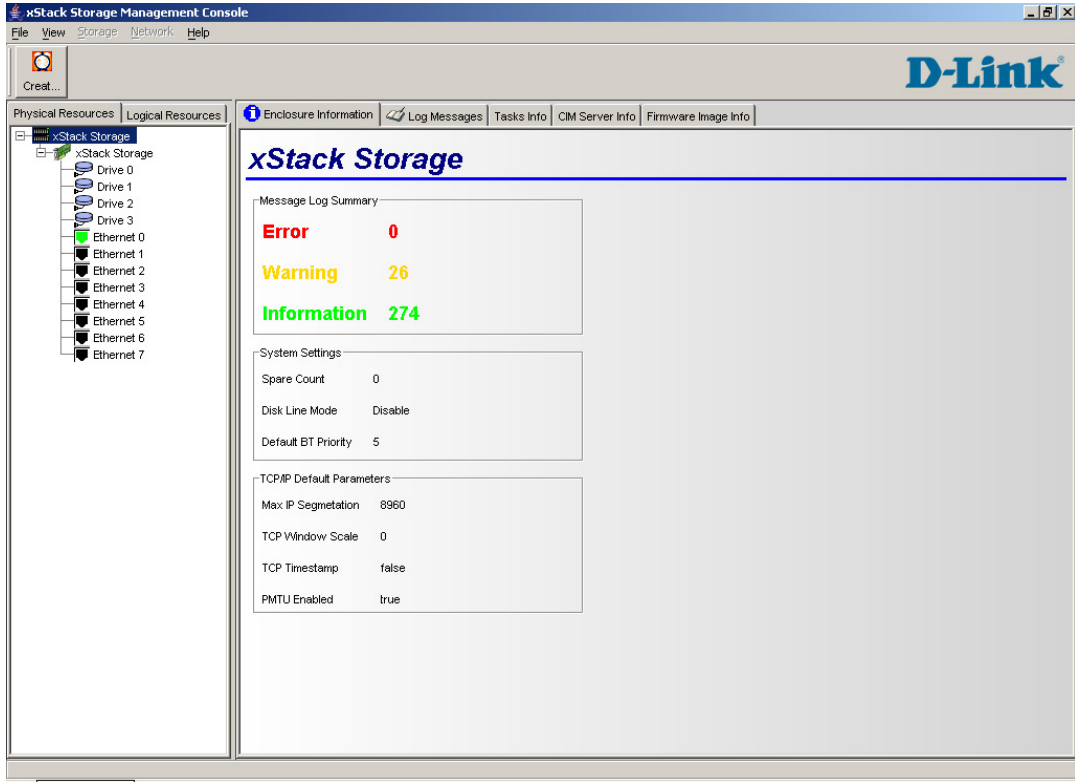 xStack Storage Management Console
File View Storage Network Help
Creat...
D-Link®
Physical Resources Logical Resources
xStack Storage
xStack Storage
Drive 0
Drive 1
Drive 2
Drive 3
Ethernet 0
Ethernet 1
Ethernet 2
Ethernet 3
Ethernet 4
Ethernet 5
Ethernet 6
Ethernet 7
Enclosure Information Log Messages Tasks Info CIM Server Info Firmware Image Info
xStack Storage
Message Log Summary
Error 0
Warning 26
Information 274
System Settings
Spare Count 0
Disk Line Mode Disable
Default BT Priority 5
TCP/IP Default Parameters
Max IP Segmetation 8960
TCP Window Scale 0
TCP Timestamp false
PMTU Enabled true